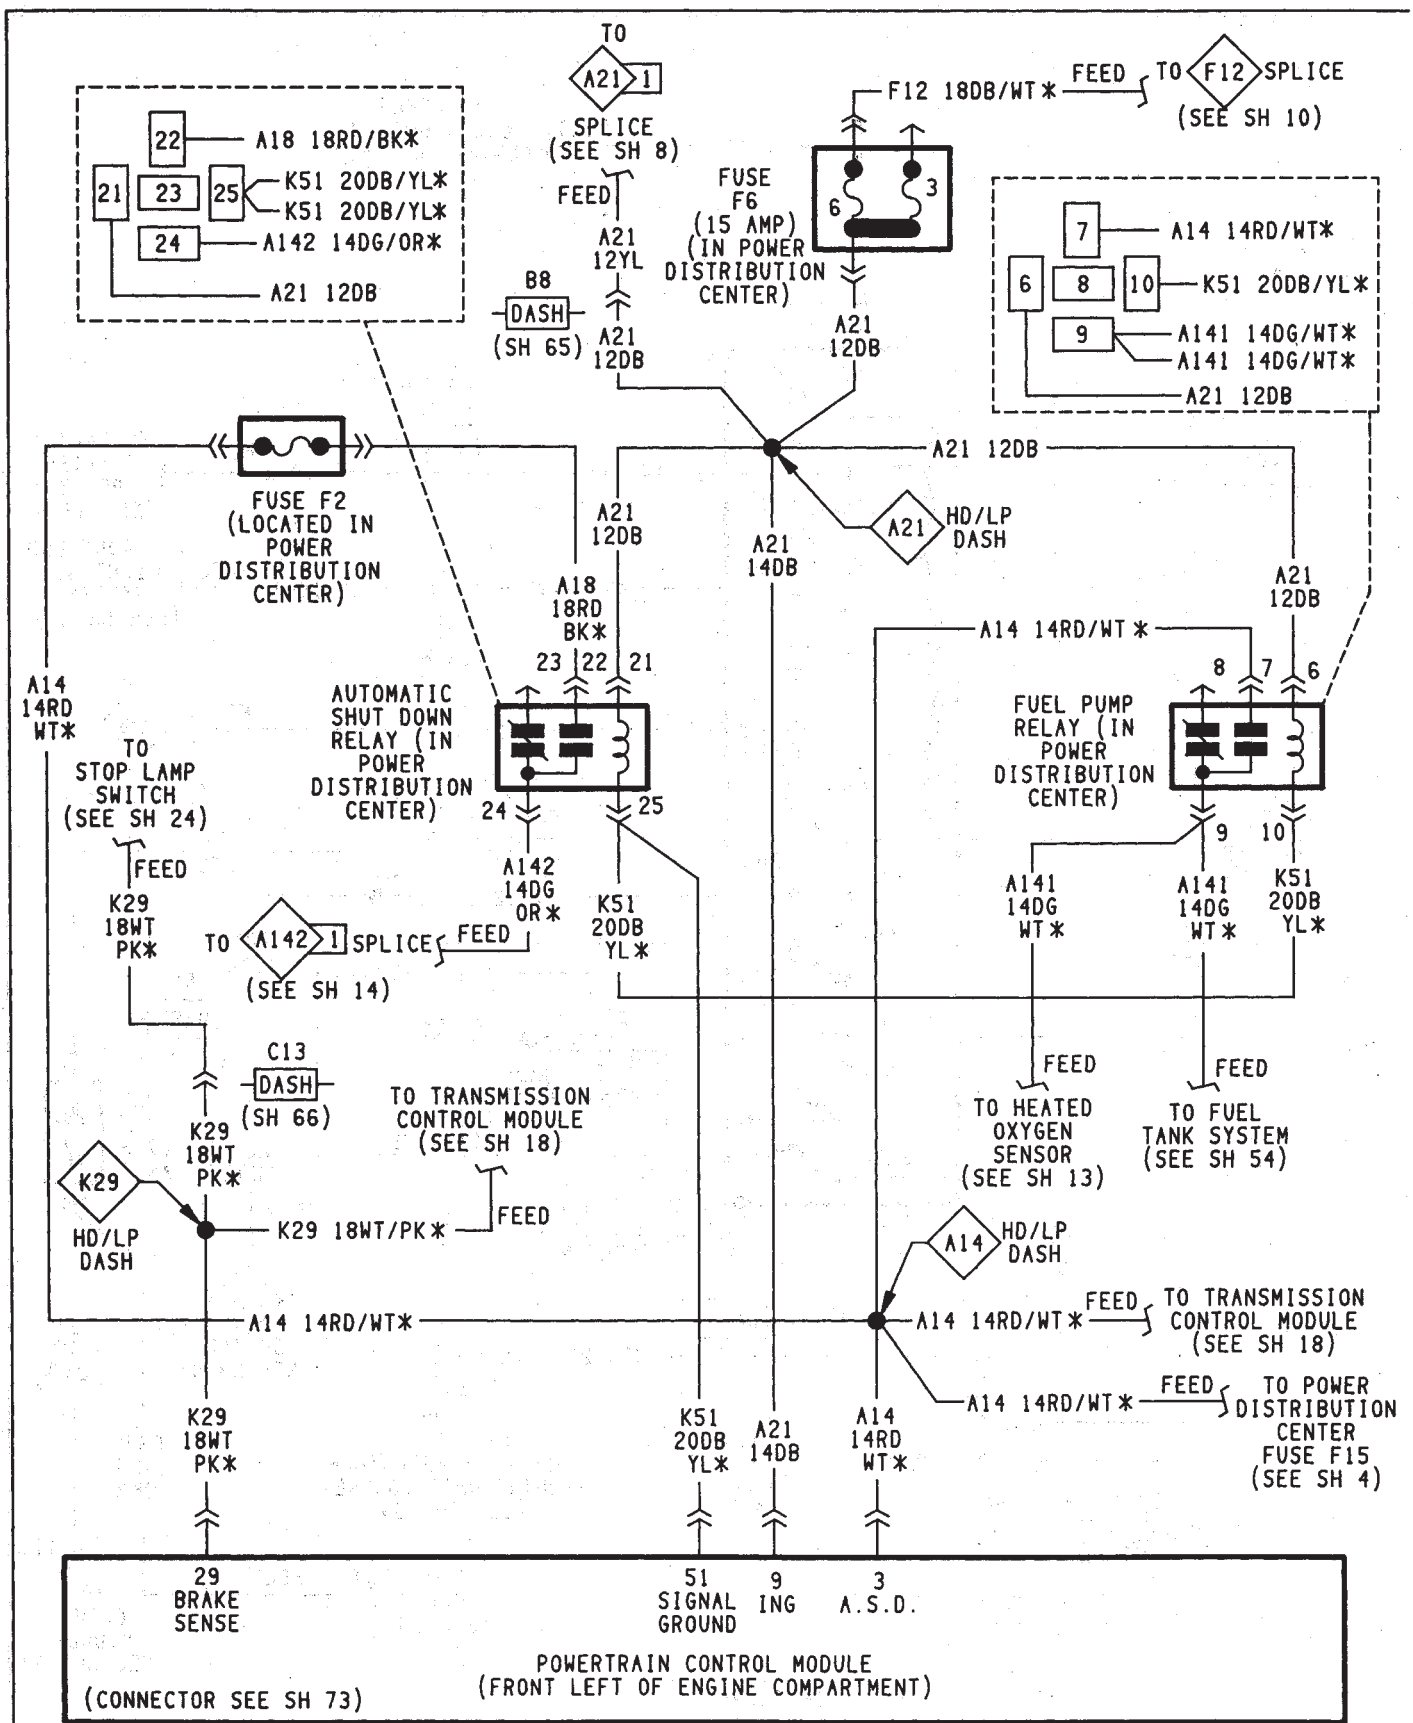 TO
A21 1
SPLICE
(SEE SH 8)
FEED
A21
12YL
B8
DASH
(SH 65)
A21
12DB
F12 18DB/WT*
FEED
TO F12 SPLICE
(SEE SH 10)
FUSE
F6
(15 AMP)
(IN POWER
DISTRIBUTION
CENTER)
6
3
A21
12DB
22
A18 18RD/BK*
21
23
25
K51 20DB/YL*
K51 20DB/YL*
24
A142 14DG/OR*
A21 12DB
7
A14 14RD/WT*
6
8
10
K51 20DB/YL*
9
A141 14DG/WT*
A141 14DG/WT*
A21 12DB
FUSE F2
(LOCATED IN
POWER
DISTRIBUTION
CENTER)
A21
12DB
A21 12DB
A21
HD/LP
DASH
A21
14DB
A18
18RD
BK*
A21
12DB
A14 14RD/WT*
A14
14RD
WT*
23 22 21
AUTOMATIC
SHUT DOWN
RELAY (IN
POWER
DISTRIBUTION
CENTER)
24
25
8 7 6
FUEL PUMP
RELAY (IN
POWER
DISTRIBUTION
CENTER)
9
10
TO
STOP LAMP
SWITCH
(SEE SH 24)
FEED
K29
18WT
PK*
A142
14DG
OR*
TO A142 1 SPLICE
FEED
(SEE SH 14)
K51
20DB
YL*
A141
14DG
WT*
A141
14DG
WT*
K51
20DB
YL*
C13
DASH
(SH 66)
K29
18WT
PK*
TO TRANSMISSION
CONTROL MODULE
(SEE SH 18)
FEED
K29
HD/LP
DASH
K29 18WT/PK*
FEED
TO HEATED
OXYGEN
SENSOR
(SEE SH 13)
FEED
TO FUEL
TANK SYSTEM
(SEE SH 54)
A14
HD/LP
DASH
A14 14RD/WT*
A14 14RD/WT*
FEED
TO TRANSMISSION
CONTROL MODULE
(SEE SH 18)
A14 14RD/WT*
FEED
TO POWER
DISTRIBUTION
CENTER
FUSE F15
(SEE SH 4)
K29
18WT
PK*
K51
20DB
YL*
A21
14DB
A14
14RD
WT*
29
BRAKE
SENSE
51
SIGNAL
GROUND
9
ING
3
A.S.D.
POWERTRAIN CONTROL MODULE
(FRONT LEFT OF ENGINE COMPARTMENT)
(CONNECTOR SEE SH 73)